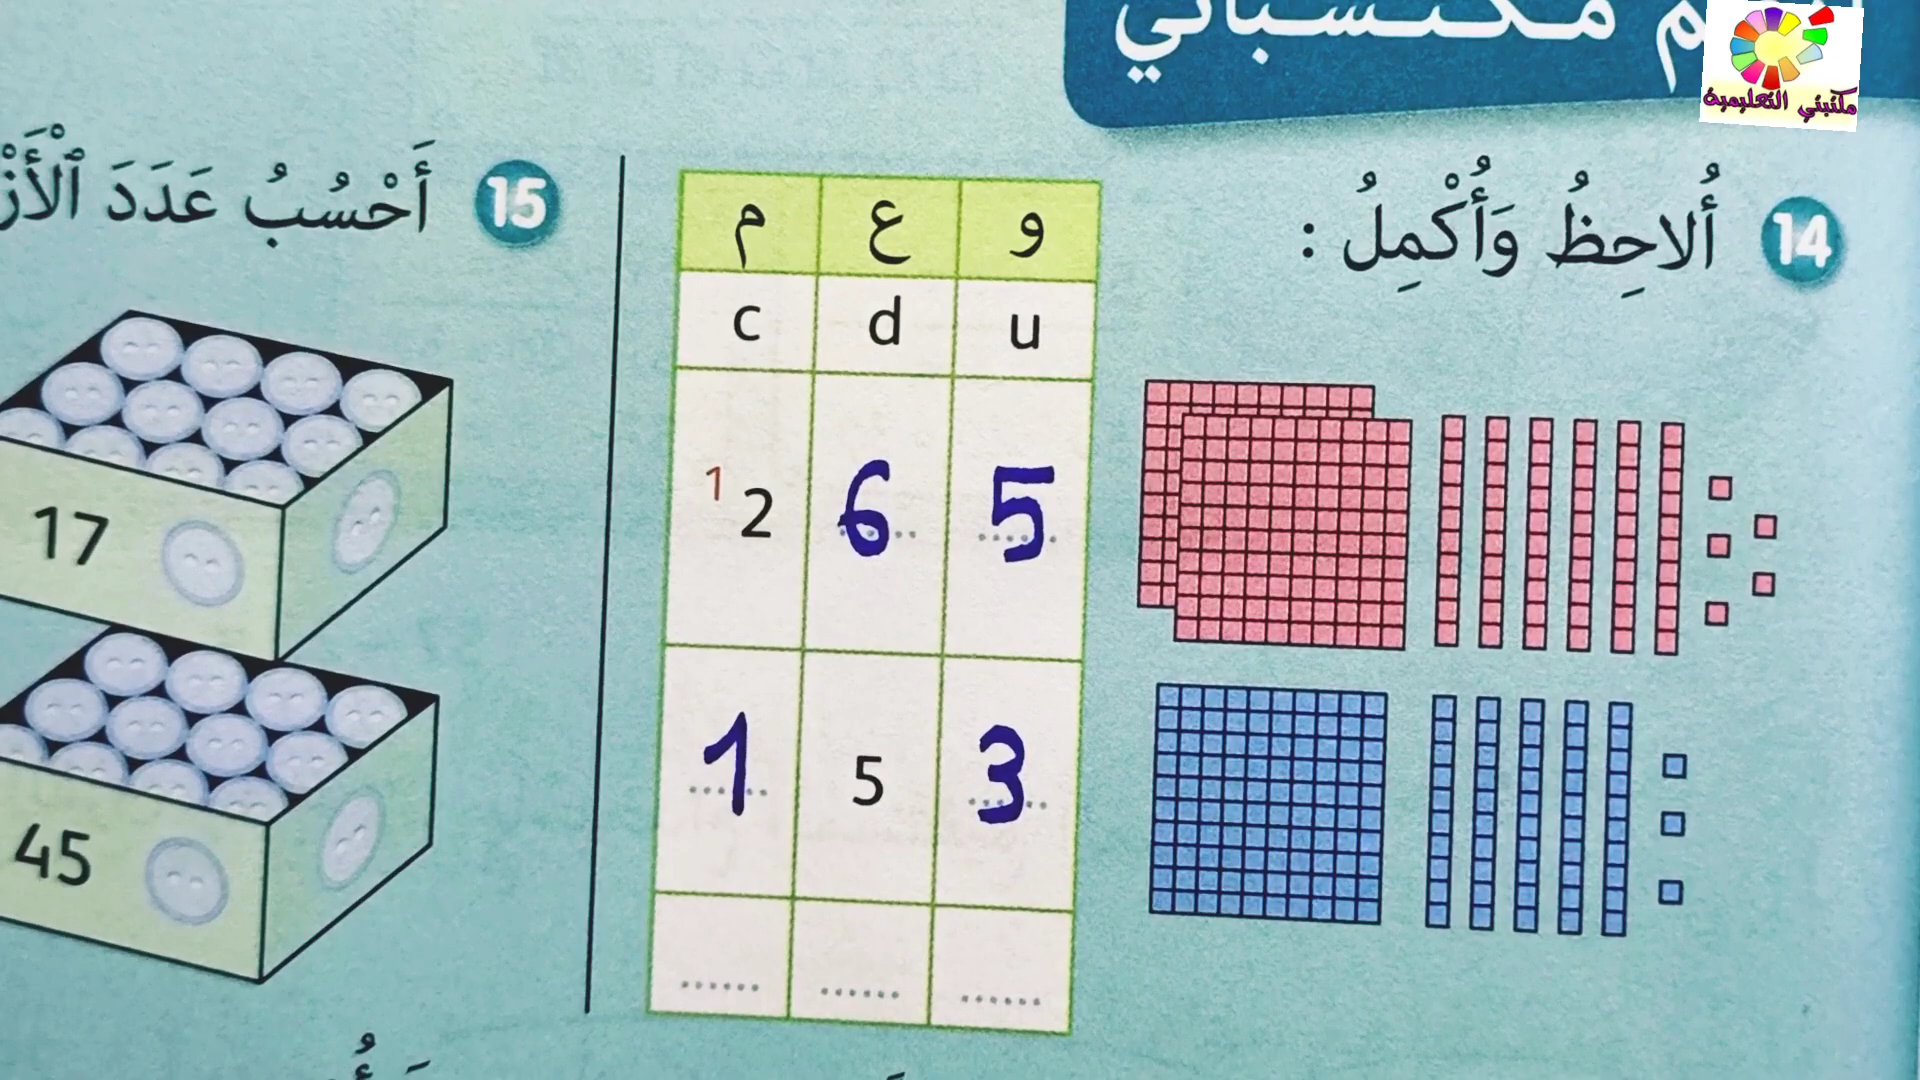 م مكتسباتي
مكتبتي التعليمية
14 أُلاحِظُ وَأُكْمِلُ :
و ع م
c d u
1 2 6 5
1 5 3
...... ...... ......
15 أَحْسُبُ عَدَدَ
17
45